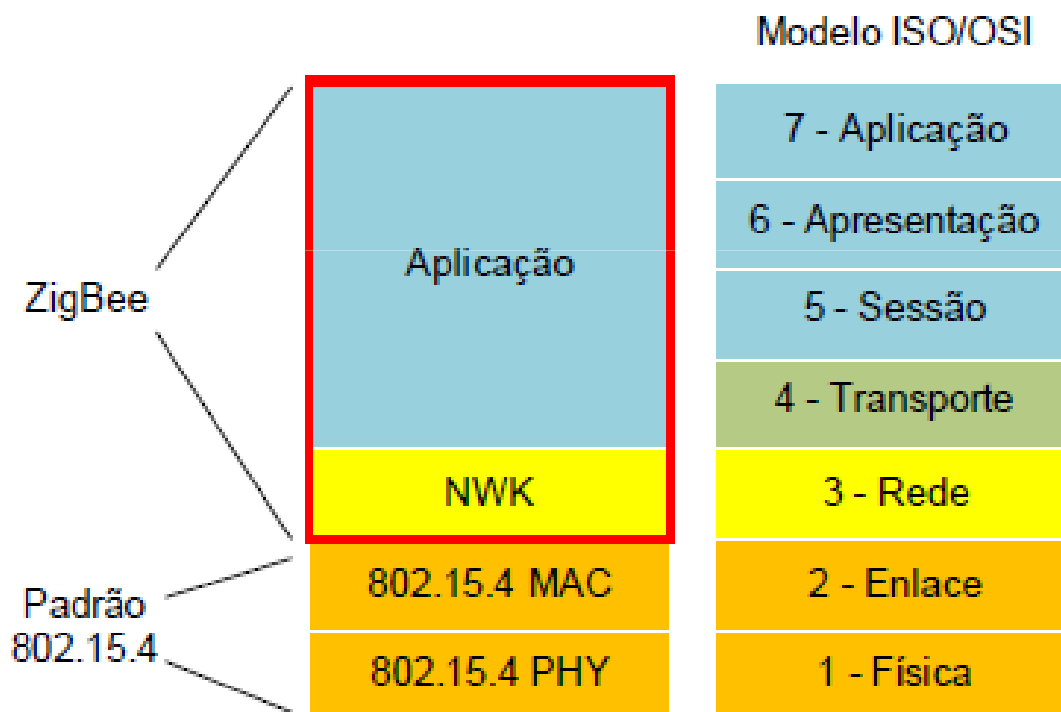 Modelo ISO/OSI
7 - Aplicação
6 - Apresentação
Aplicação
5 - Sessão
ZigBee
4 - Transporte
NWK
3 - Rede
802.15.4 MAC
2 - Enlace
Padrão
802.15.4
802.15.4 PHY
1 - Física